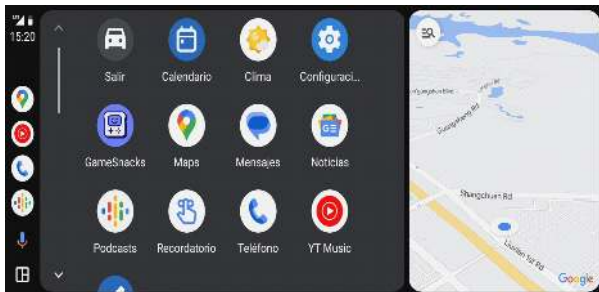 15:20
Salir
Calendario
Clima
Configuraci...
GameSnacks
Maps
Mensajes
Noticias
Podcasts
Recordatorio
Teléfono
YT Music
Shangchuan Rd
Google